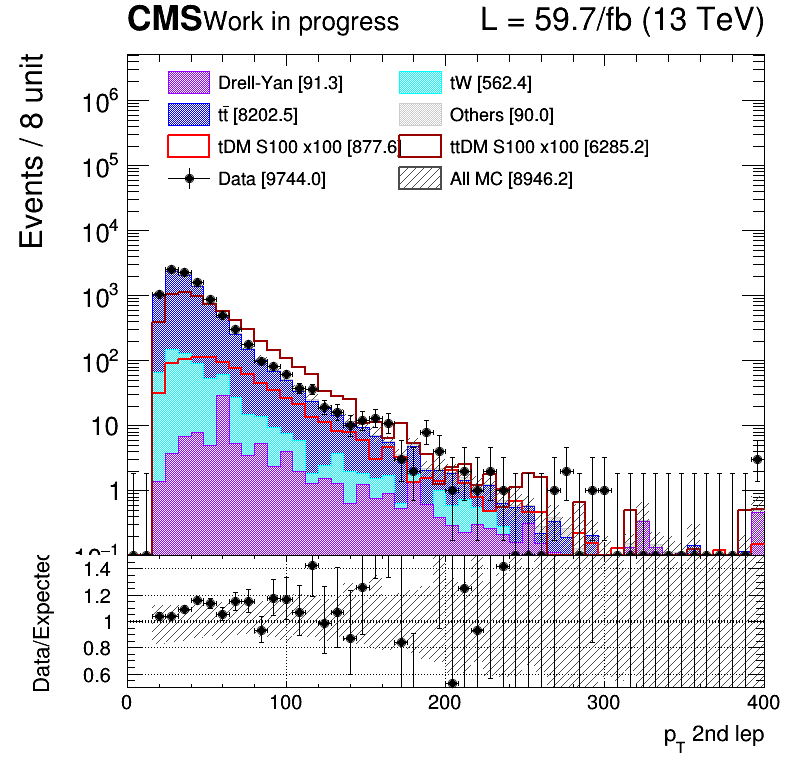 CMS Work in progress L = 59.7/fb (13 TeV)
Events / 8 unit
Drell-Yan [91.3] tW [562.4]
tt̄ [8202.5] Others [90.0]
tDM S100 x100 [877.6] ttDM S100 x100 [6285.2]
Data [9744.0] All MC [8946.2]
10⁶
10⁵
10⁴
10³
10²
10
1
10⁻¹
Data/Expected
1.4
1.2
1
0.8
0.6
0 100 200 300 400
p_T 2nd lep